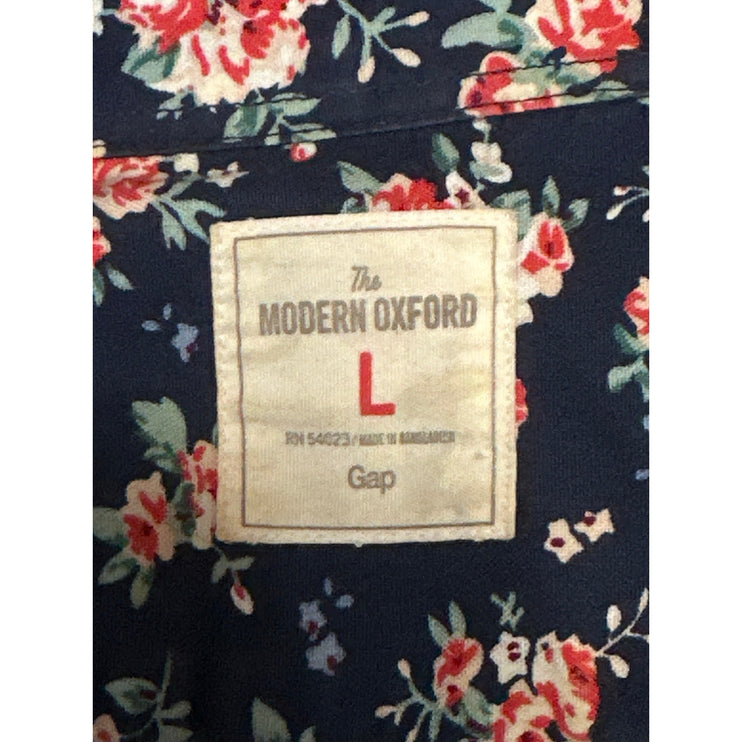 The
MODERN OXFORD
L
RN 54023 / MADE IN BANGLADESH
Gap